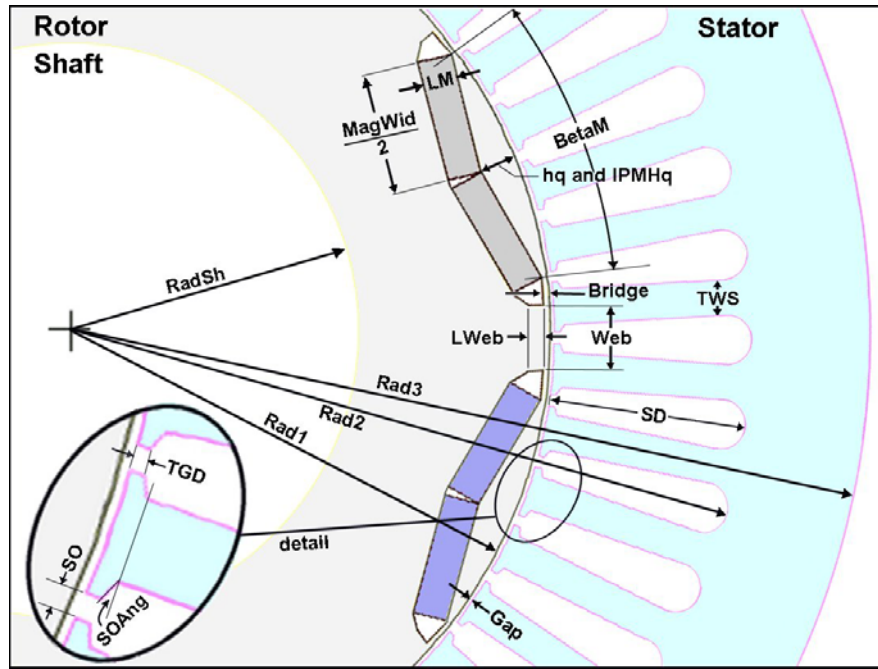 Rotor
Shaft
Stator
LM
MagWid
2
BetaM
hq and IPMHq
RadSh
Bridge
TWS
LWeb
Web
Rad3
Rad2
Rad1
SD
TGD
detail
SO
SOAng
Gap